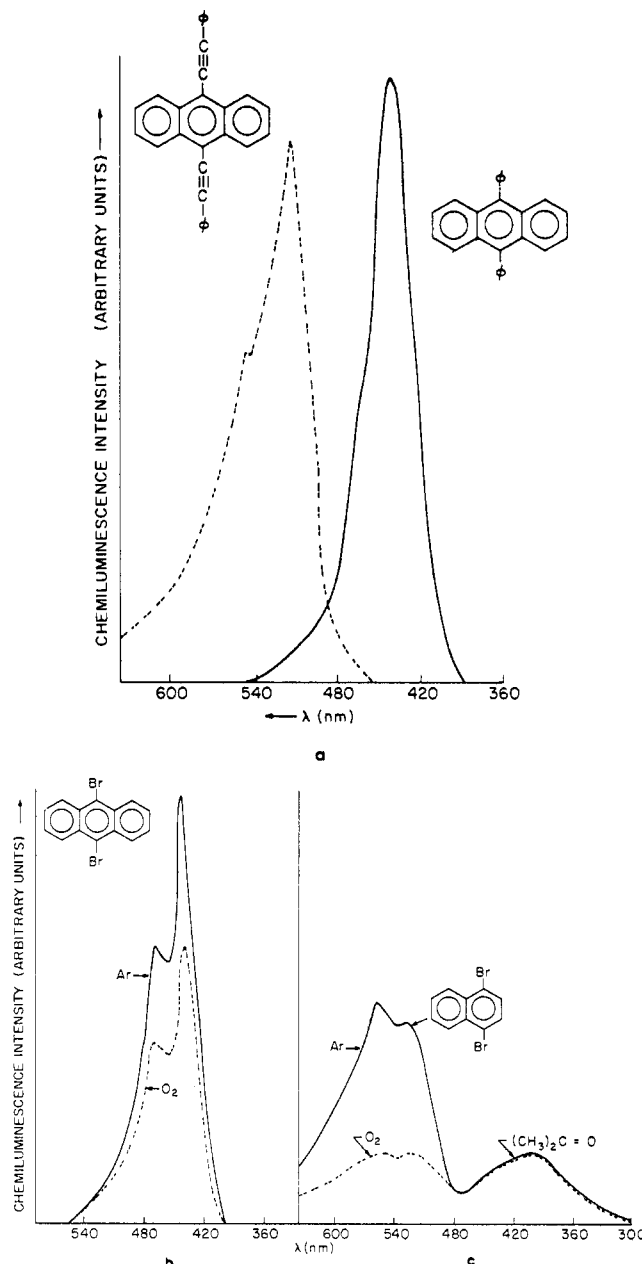 ϕ
C
≡
C
C
≡
C
ϕ
ϕ
ϕ
CHEMILUMINESCENCE INTENSITY (ARBITRARY UNITS) →
600 540 480 420 360
← λ (nm)
a
Br
Br
Ar
O2
CHEMILUMINESCENCE INTENSITY (ARBITRARY UNITS) →
540 480 420 360
b
Br
Br
Ar
O2
(CH3)2C = O
600 540 480 420 360 300
λ(nm)
c